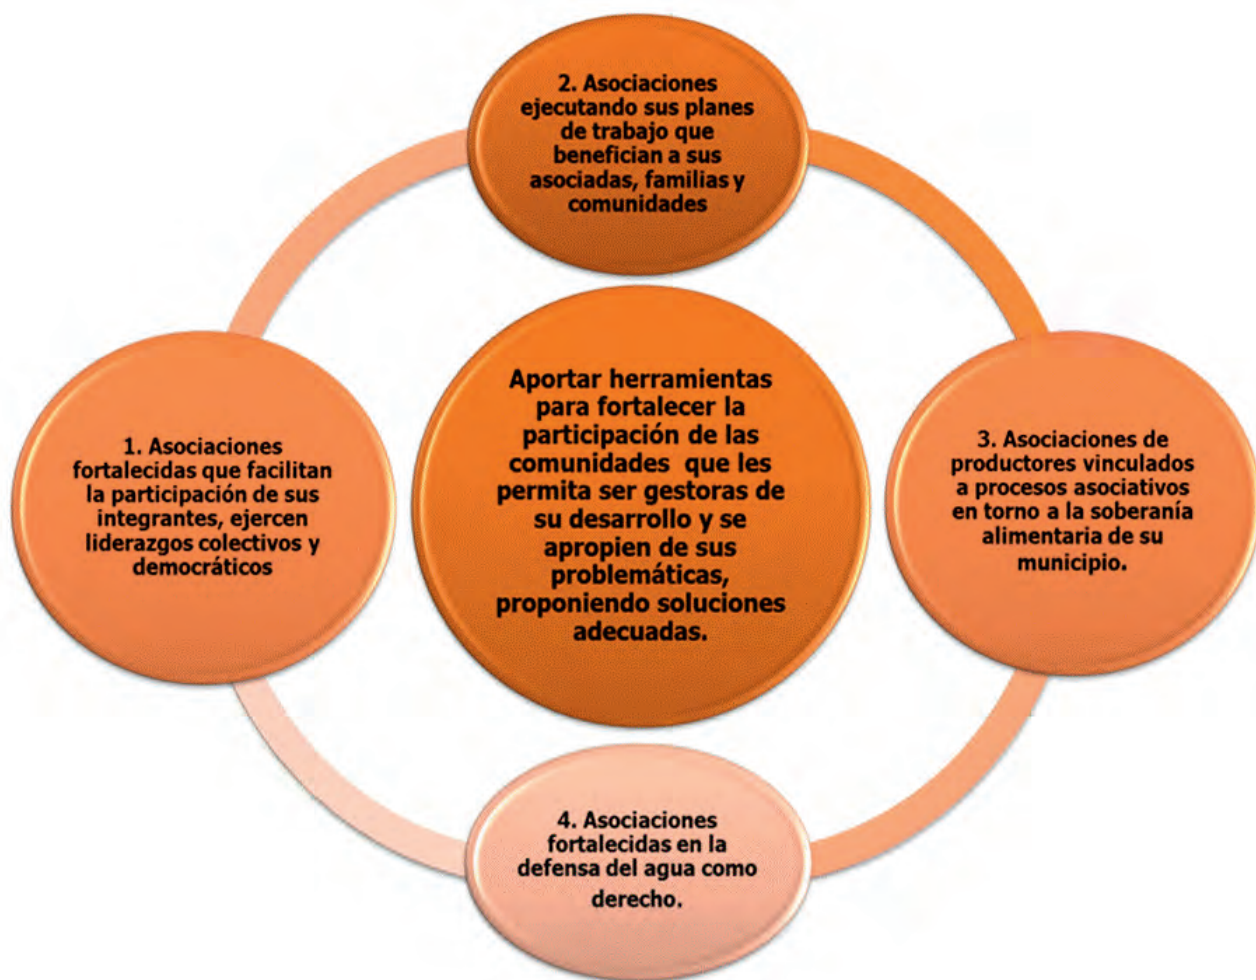 2. Asociaciones
ejecutando sus planes
de trabajo que
benefician a sus
asociadas, familias y
comunidades
1. Asociaciones
fortalecidas que facilitan
la participación de sus
integrantes, ejercen
liderazgos colectivos y
democráticos
Aportar herramientas
para fortalecer la
participación de las
comunidades que les
permita ser gestoras de
su desarrollo y se
apropien de sus
problemáticas,
proponiendo soluciones
adecuadas.
3. Asociaciones de
productores vinculados
a procesos asociativos
en torno a la soberanía
alimentaria de su
municipio.
4. Asociaciones
fortalecidas en la
defensa del agua como
derecho.